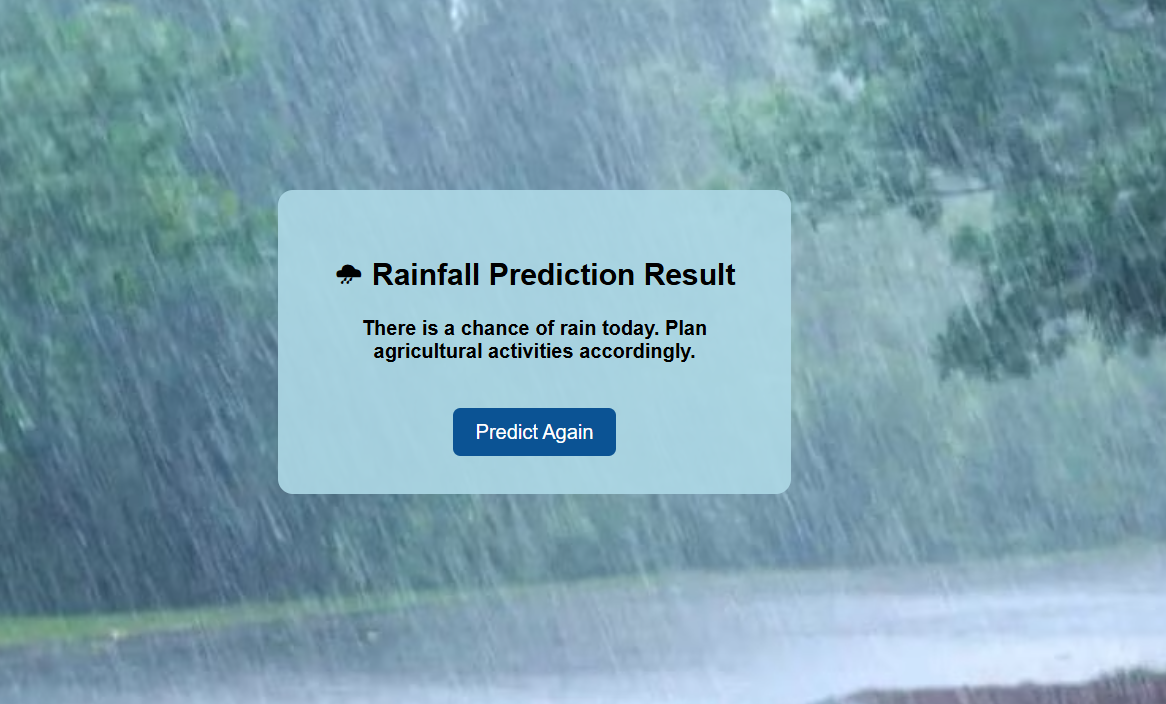 Rainfall Prediction Result
There is a chance of rain today. Plan
agricultural activities accordingly.
Predict Again